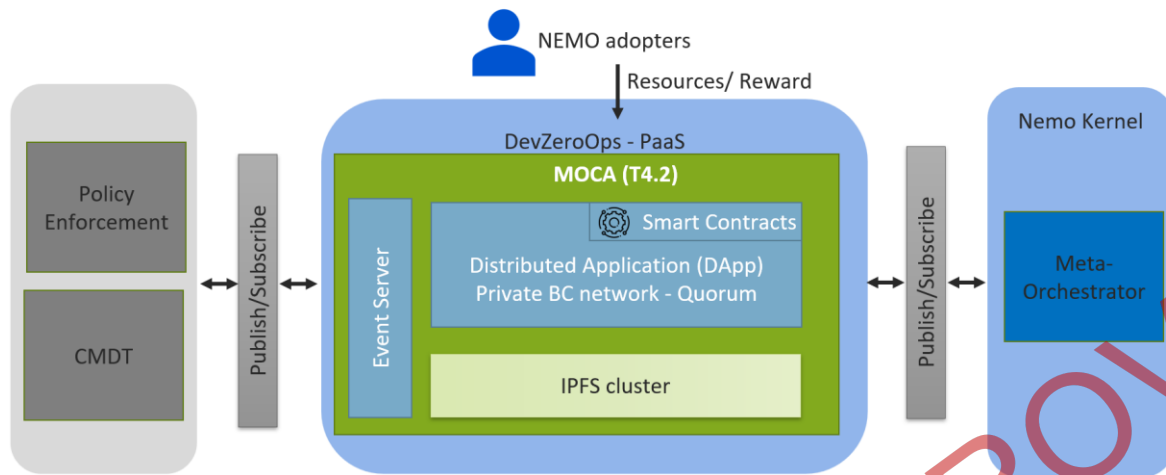 NEMO adopters
Resources/ Reward
Policy
Enforcement
CMDT
Publish/Subscribe
DevZeroOps - PaaS
MOCA (T4.2)
Event Server
Smart Contracts
Distributed Application (DApp)
Private BC network - Quorum
IPFS cluster
Publish/Subscribe
Nemo Kernel
Meta-
Orchestrator